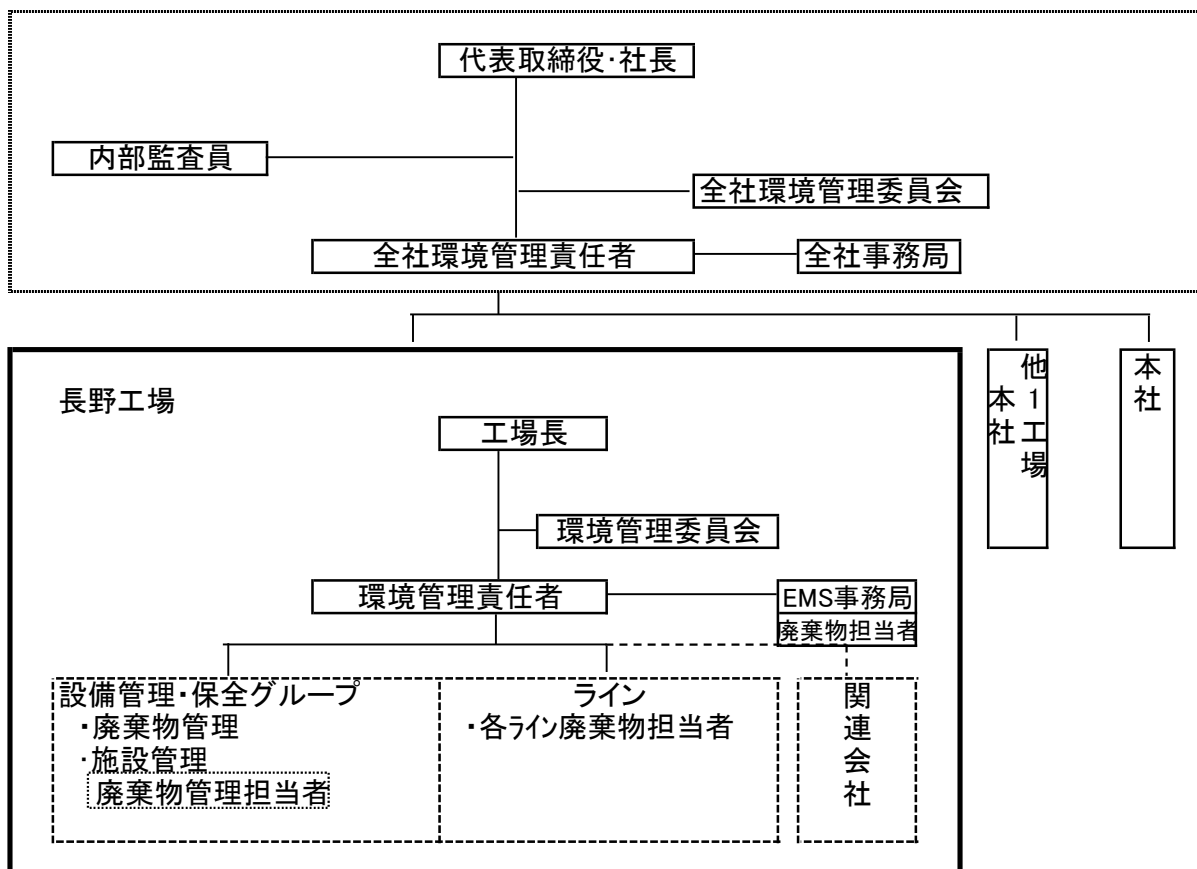 代表取締役・社長
内部監査員
全社環境管理委員会
全社環境管理責任者
全社事務局
長野工場
工場長
環境管理委員会
環境管理責任者
EMS事務局
廃棄物担当者
設備管理・保全グループ
・廃棄物管理
・施設管理
廃棄物管理担当者
ライン
・各ライン廃棄物担当者
関連会社
他1工場
本社
本社